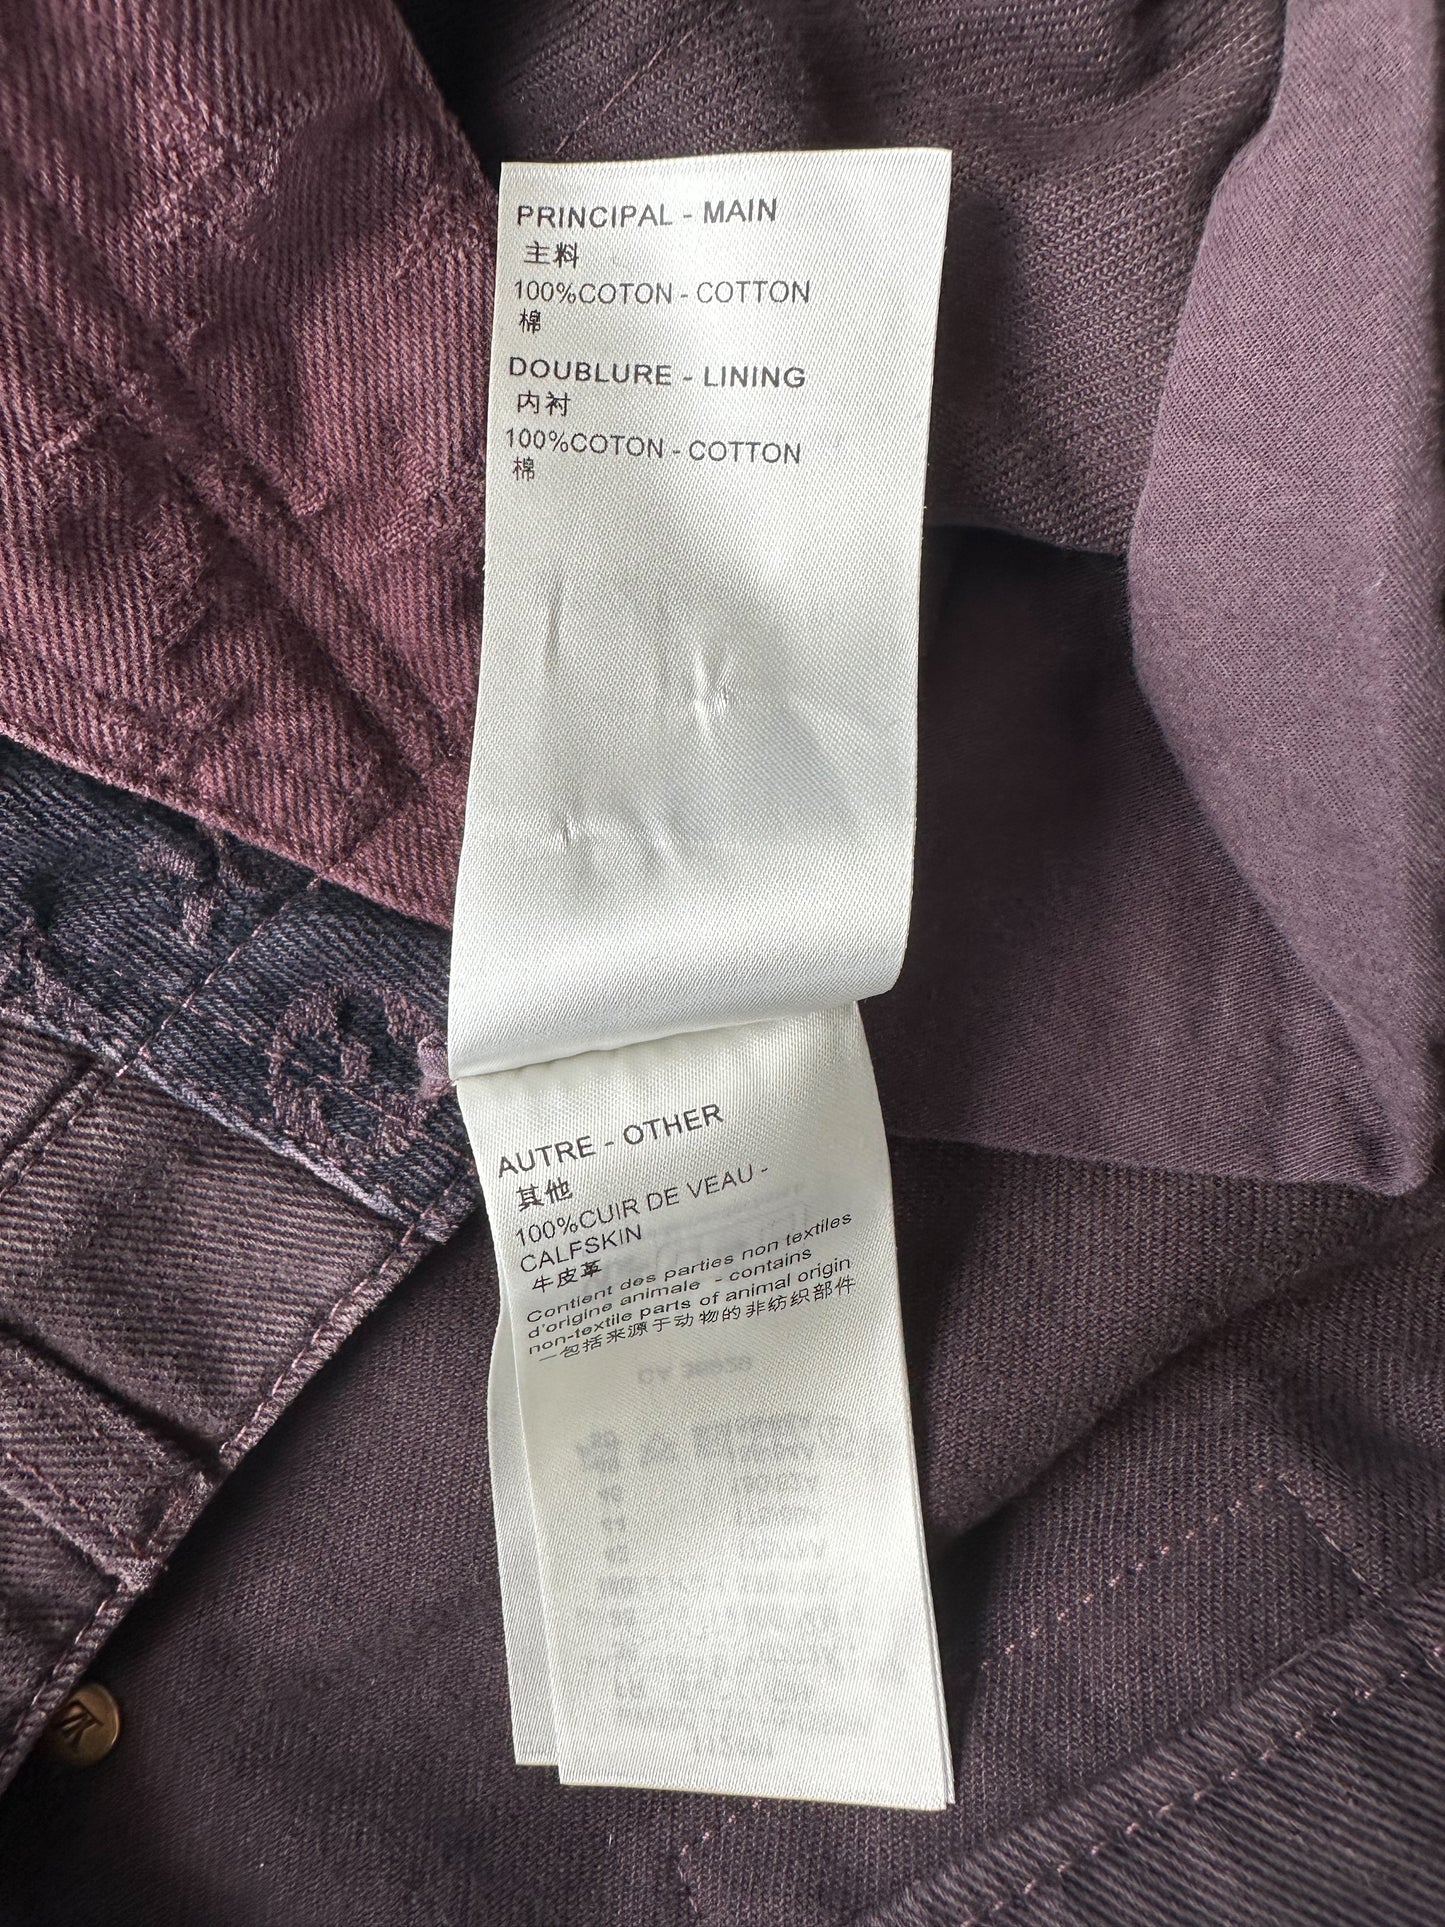 PRINCIPAL - MAIN
主料
100%COTON - COTTON
棉
DOUBLURE - LINING
内衬
100%COTON - COTTON
棉
AUTRE - OTHER
其他
100%CUIR DE VEAU -
CALFSKIN
牛皮革
Contient des parties non textiles
d'origine animale - contains
non-textile parts of animal origin
一包括来源于动物的非纺织部件